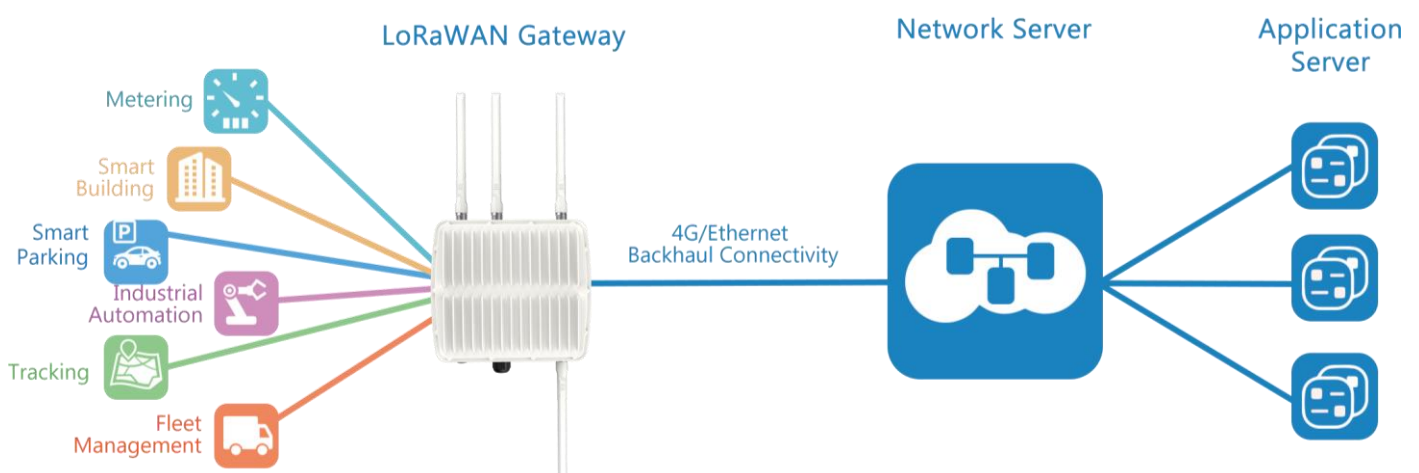 LoRaWAN Gateway
Network Server
Application
Server
Metering
Smart
Building
P
Smart
Parking
Industrial
Automation
Tracking
Fleet
Management
4G/Ethernet
Backhaul Connectivity